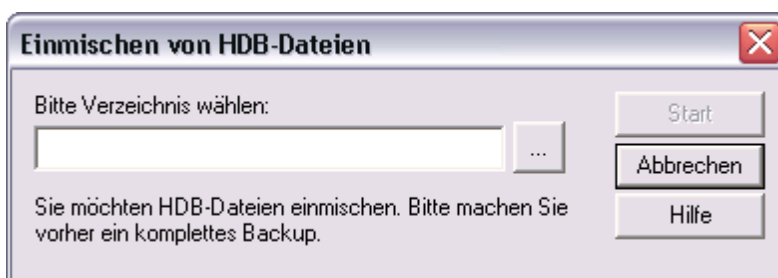 Einmischen von HDB-Dateien
Bitte Verzeichnis wählen:
...
Start
Abbrechen
Hilfe
Sie möchten HDB-Dateien einmischen. Bitte machen Sie
vorher ein komplettes Backup.